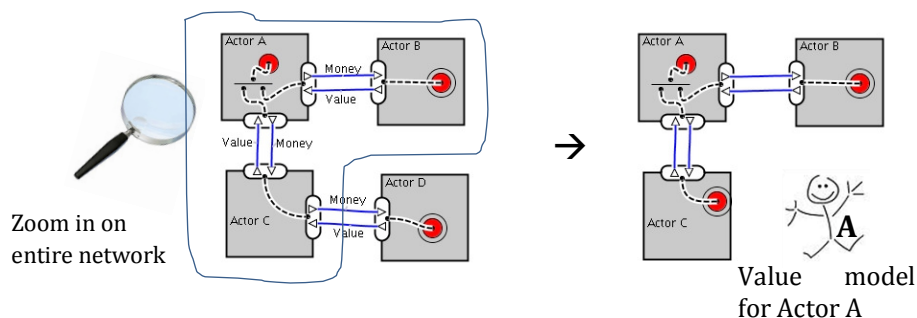 Actor A
Actor B
Money
Value
Value Money
Actor C
Actor D
Money
Value
Zoom in on
entire network
→
Actor A
Actor B
Actor C
A
Value model
for Actor A